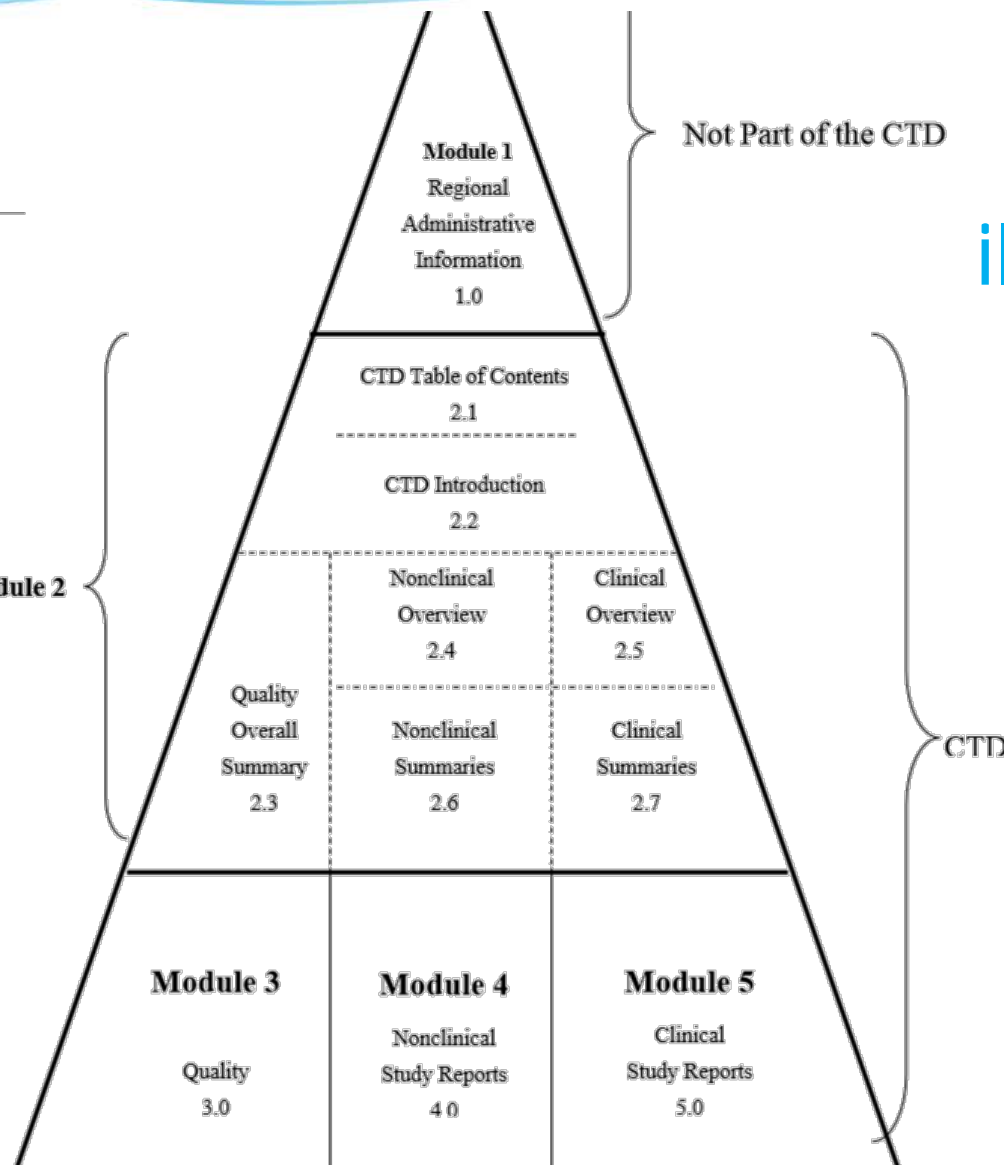 Not Part of the CTD
Module 1
Regional
Administrative
Information
1.0
CTD Table of Contents
2.1
CTD Introduction
2.2
dule 2
Nonclinical
Overview
2.4
Clinical
Overview
2.5
Quality
Overall
Summary
2.3
Nonclinical
Summaries
2.6
Clinical
Summaries
2.7
CTD
Module 3
Quality
3.0
Module 4
Nonclinical
Study Reports
4 0
Module 5
Clinical
Study Reports
5.0